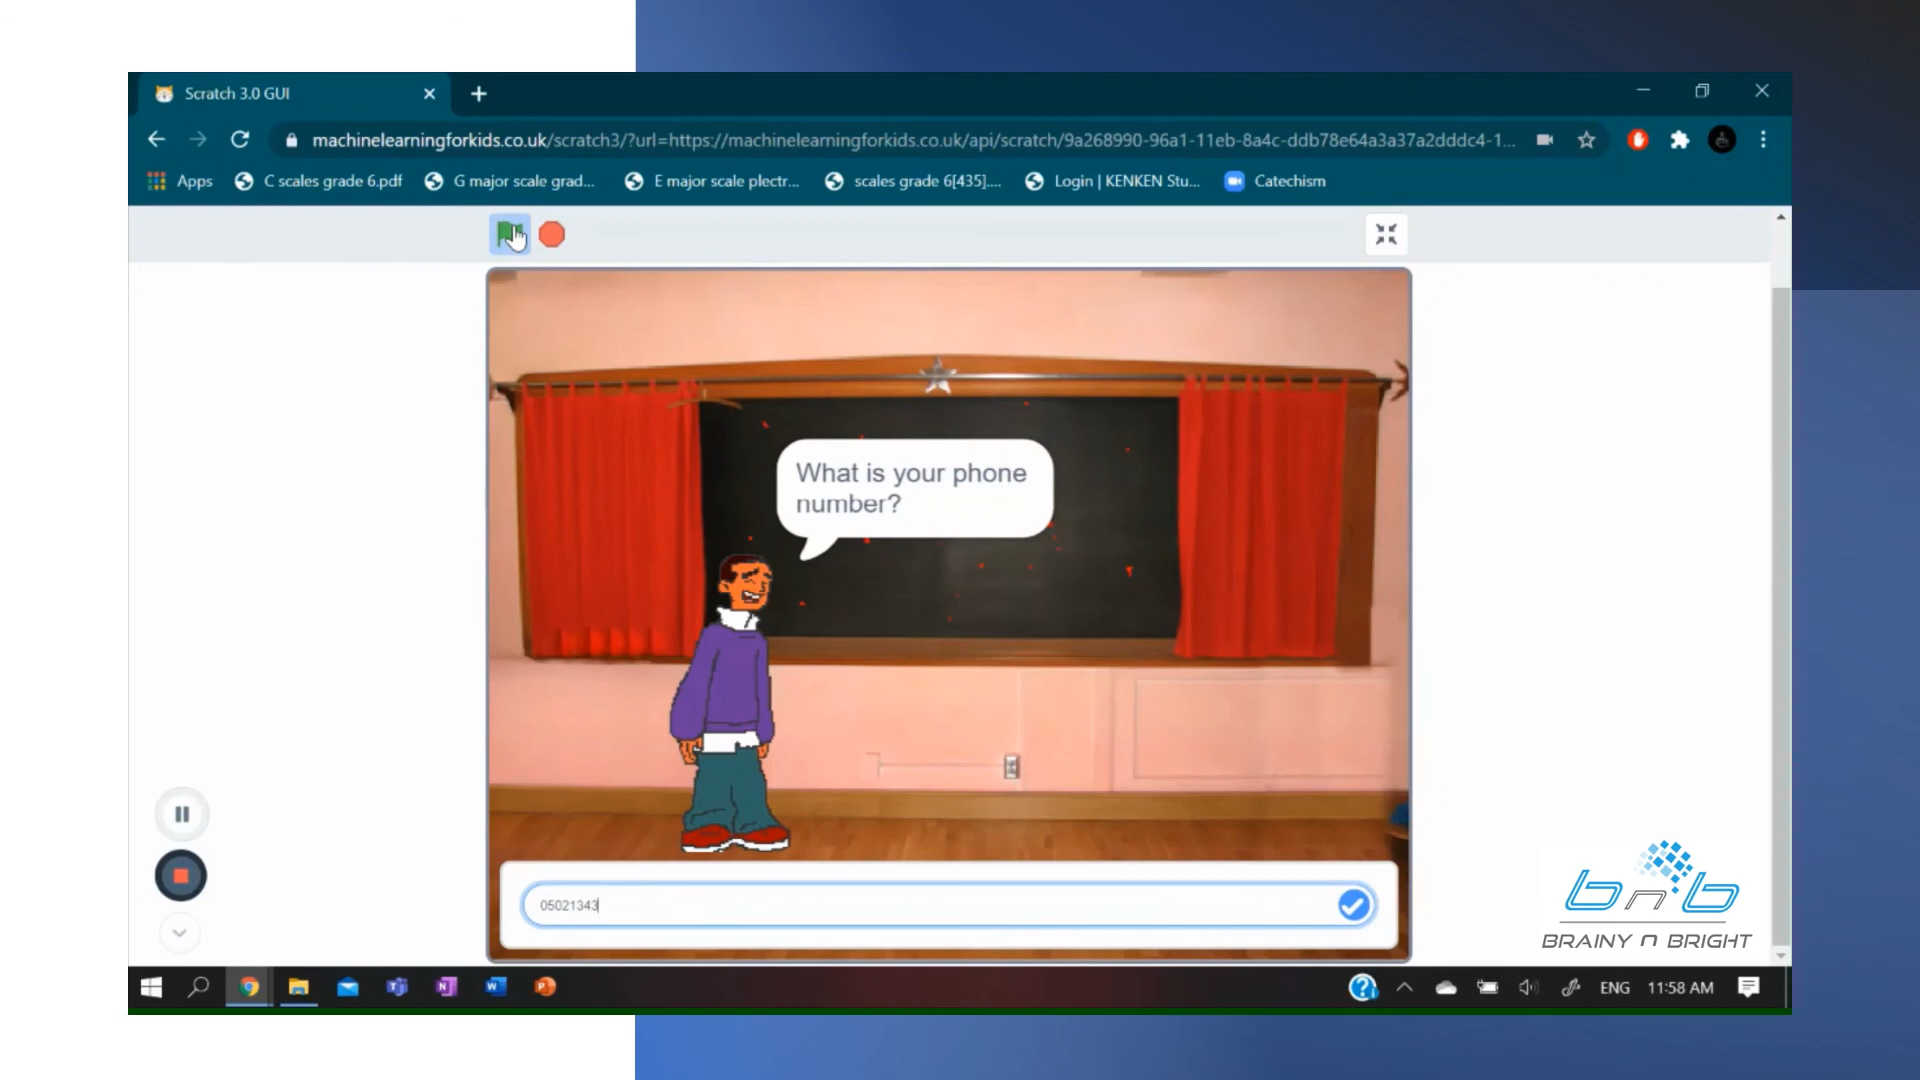 Scratch 3.0 GUI
machinelearningforkids.co.uk/scratch3/?url=https://machinelearningforkids.co.uk/api/scratch/9a268990-96a1-11eb-8a4c-ddb78e64a3a37a2dddc4-1...
Apps C scales grade 6.pdf G major scale grad... E major scale plectr... scales grade 6[435].... Login | KENKEN Stu... Catechism
What is your phone
number?
05021343
bnb
BRAINY n BRIGHT
ENG 11:58 AM